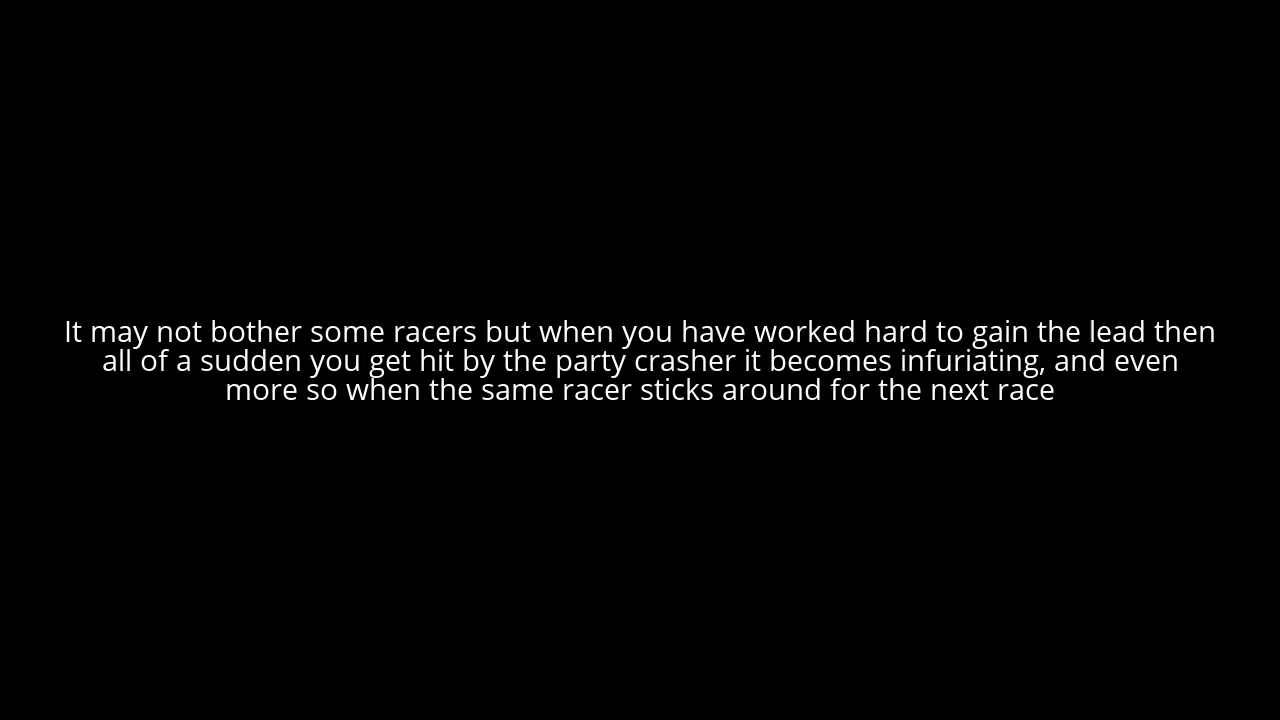 It may not bother some racers but when you have worked hard to gain the lead then
all of a sudden you get hit by the party crasher it becomes infuriating, and even
more so when the same racer sticks around for the next race